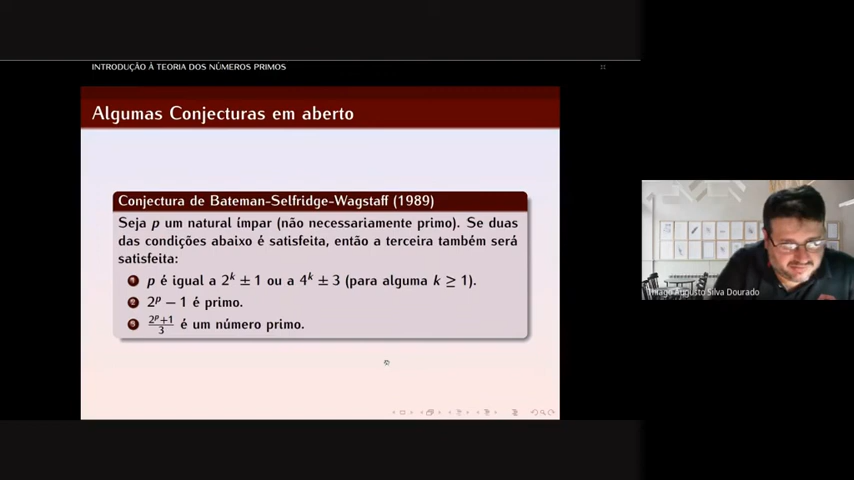 INTRODUÇÃO À TEORIA DOS NÚMEROS PRIMOS
Algumas Conjecturas em aberto
Conjectura de Bateman-Selfridge-Wagstaff (1989)
Seja p um natural ímpar (não necessariamente primo). Se duas
das condições abaixo é satisfeita, então a terceira também será
satisfeita:
1 p é igual a 2^k ± 1 ou a 4^k ± 3 (para alguma k ≥ 1).
2 2^p − 1 é primo.
3 (2^p+1)/3 é um número primo.
Thiago Augusto Silva Dourado